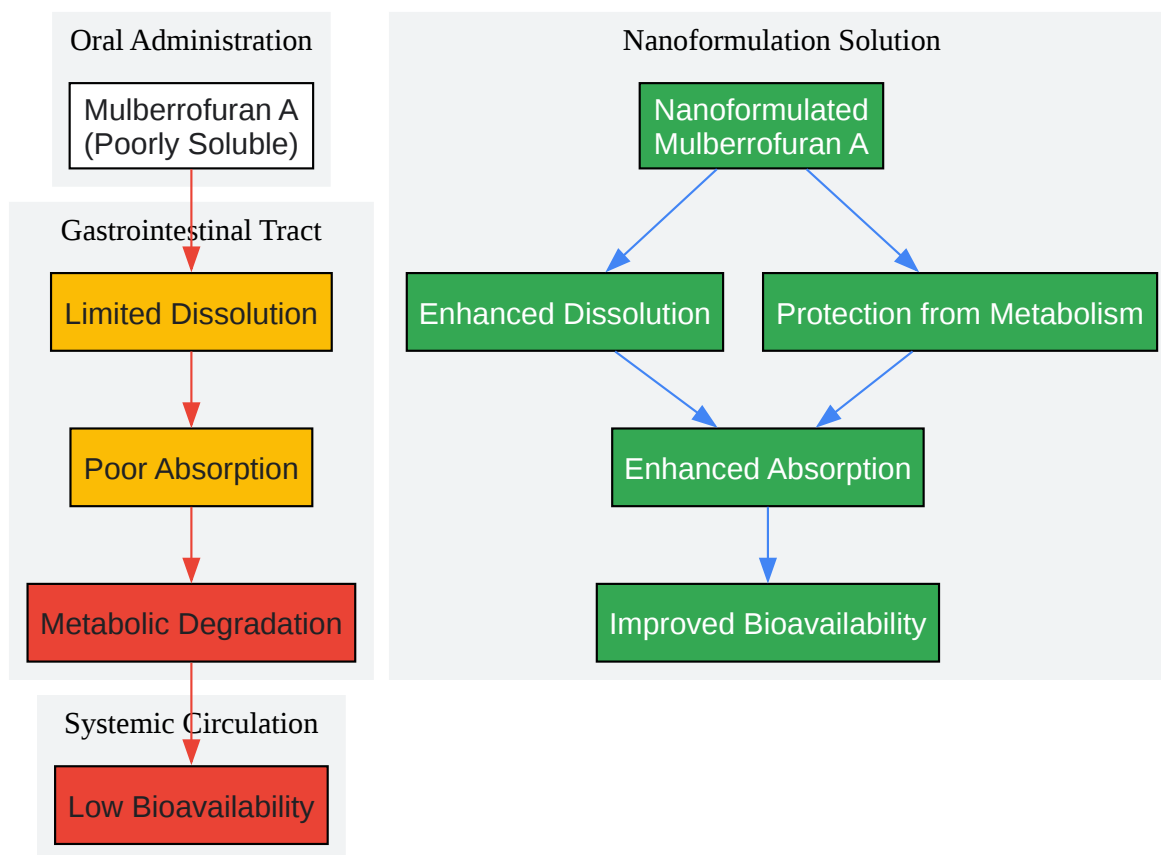 Oral Administration
Mulberrofuran A
(Poorly Soluble)
Gastrointestinal Tract
Limited Dissolution
Poor Absorption
Metabolic Degradation
Systemic Circulation
Low Bioavailability
Nanoformulation Solution
Nanoformulated
Mulberrofuran A
Enhanced Dissolution
Protection from Metabolism
Enhanced Absorption
Improved Bioavailability